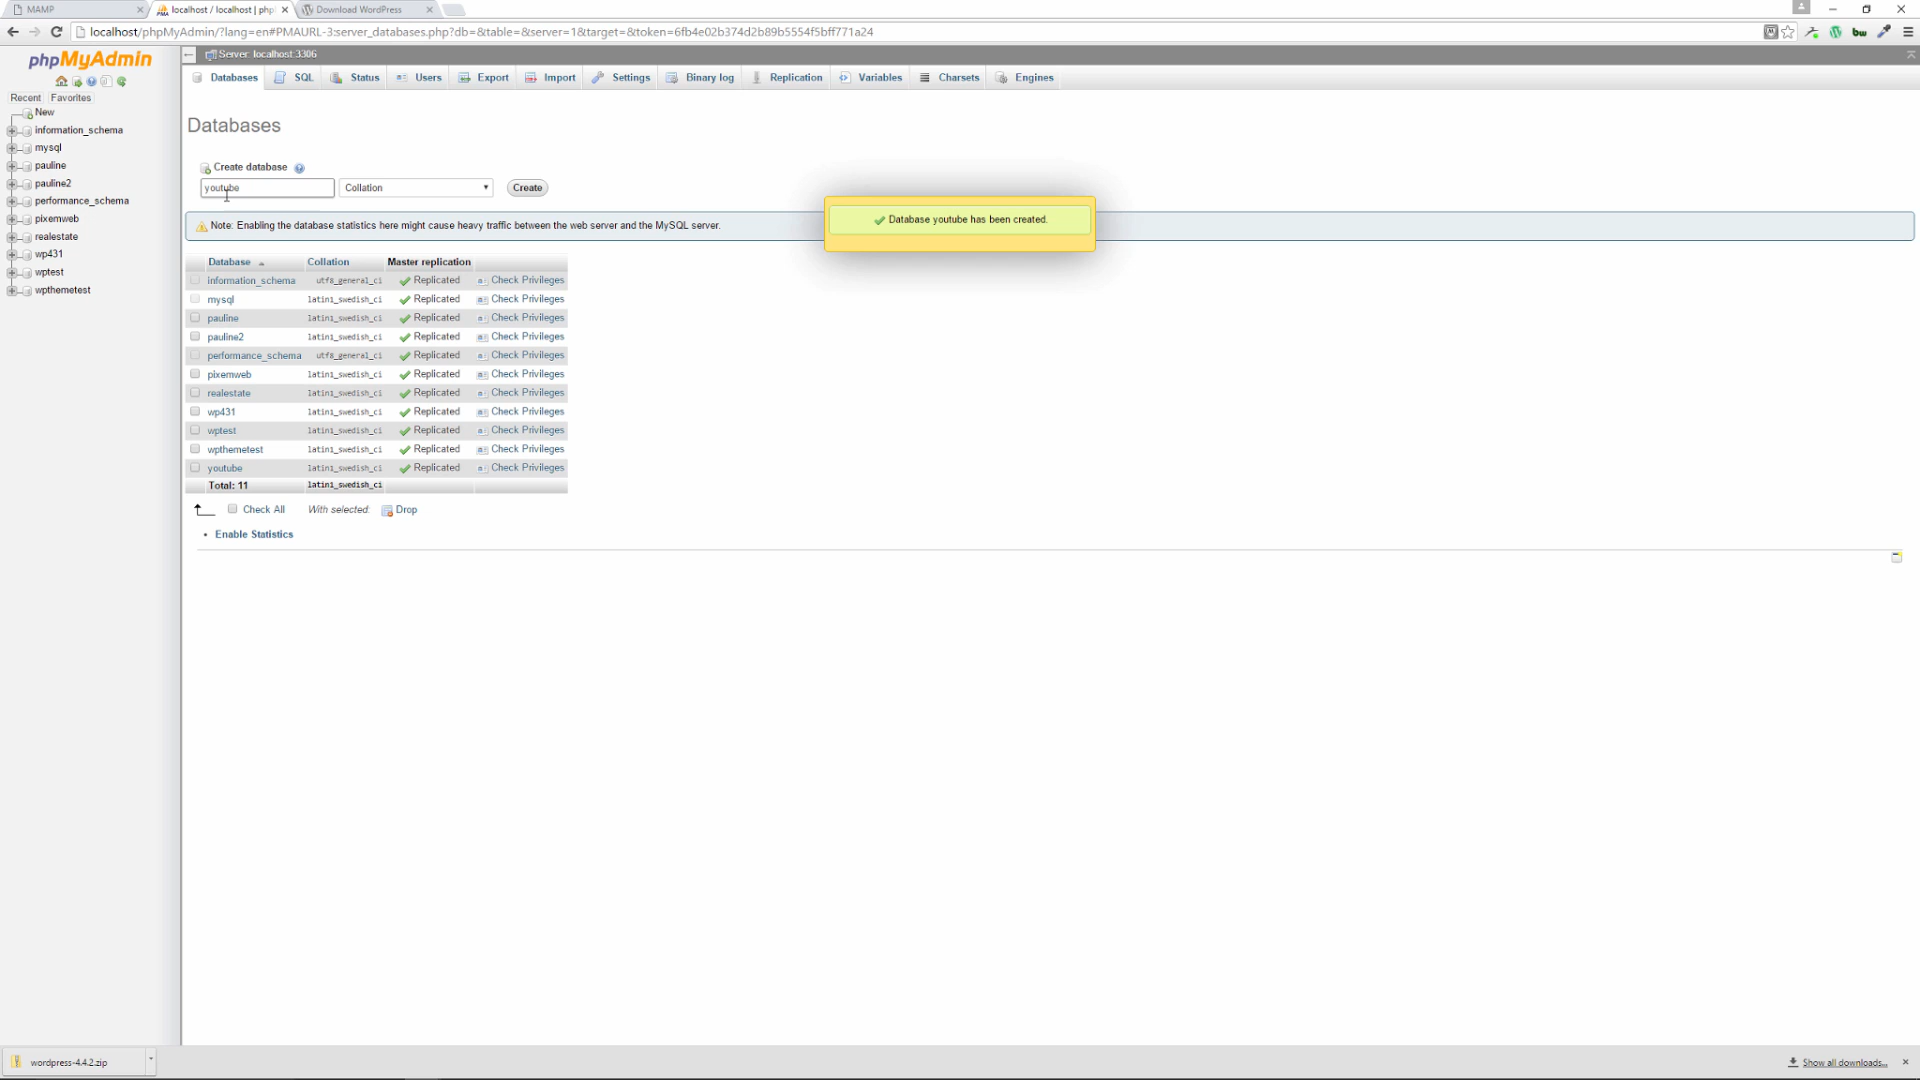 MAMP
localhost / localhost | php
Download WordPress
localhost/phpMyAdmin/?lang=en#PMAURL-3:server_databases.php?db=&table=&server=1&target=&token=6fb4e02b374d2b89b5554f5bff771a24
phpMyAdmin
Server: localhost:3306
Databases SQL Status Users Export Import Settings Binary log Replication Variables Charsets Engines
Recent Favorites
New
information_schema
mysql
pauline
pauline2
performance_schema
pixemweb
realestate
wp431
wptest
wpthemetest
Databases
Create database
youtube Collation Create
Note: Enabling the database statistics here might cause heavy traffic between the web server and the MySQL server.
Database youtube has been created.
Database Collation Master replication
information_schema utf8_general_ci Replicated Check Privileges
mysql latin1_swedish_ci Replicated Check Privileges
pauline latin1_swedish_ci Replicated Check Privileges
pauline2 latin1_swedish_ci Replicated Check Privileges
performance_schema utf8_general_ci Replicated Check Privileges
pixemweb latin1_swedish_ci Replicated Check Privileges
realestate latin1_swedish_ci Replicated Check Privileges
wp431 latin1_swedish_ci Replicated Check Privileges
wptest latin1_swedish_ci Replicated Check Privileges
wpthemetest latin1_swedish_ci Replicated Check Privileges
youtube latin1_swedish_ci Replicated Check Privileges
Total: 11 latin1_swedish_ci
Check All With selected: Drop
Enable Statistics
wordpress-4.4.2.zip
Show all downloads...